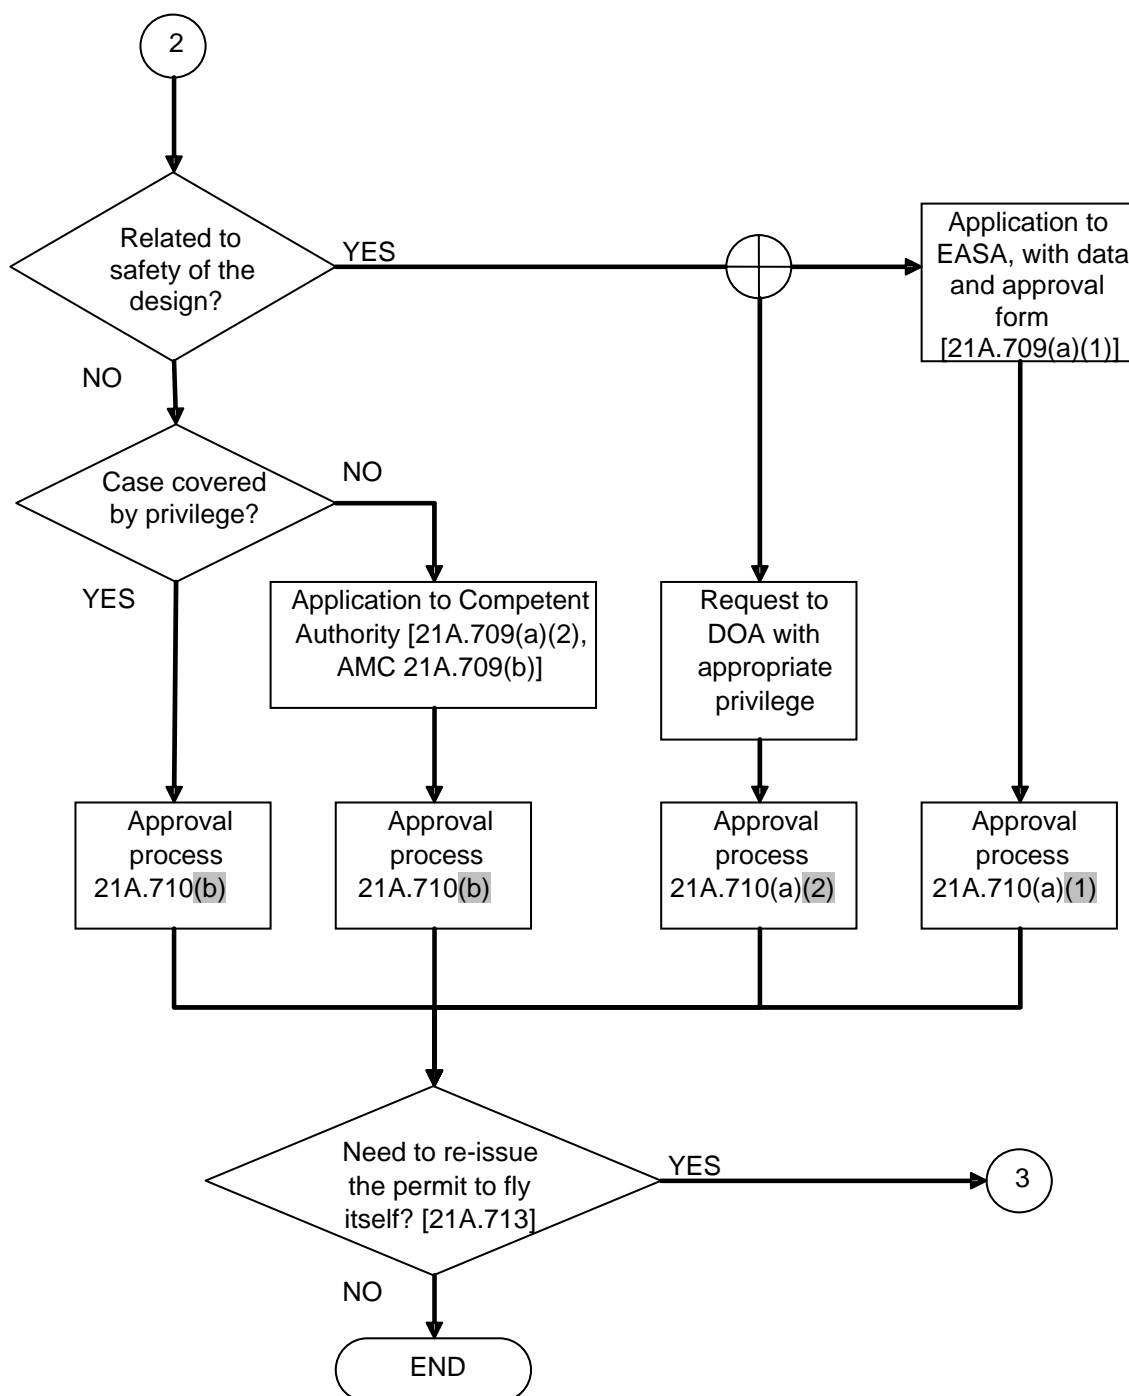 2
Related to
safety of the
design?
YES
Application to
EASA, with data
and approval
form
[21A.709(a)(1)]
NO
Case covered
by privilege?
NO
YES
Application to Competent
Authority [21A.709(a)(2),
AMC 21A.709(b)]
Request to
DOA with
appropriate
privilege
Approval
process
21A.710(b)
Approval
process
21A.710(b)
Approval
process
21A.710(a)(2)
Approval
process
21A.710(a)(1)
Need to re-issue
the permit to fly
itself? [21A.713]
YES
3
NO
END